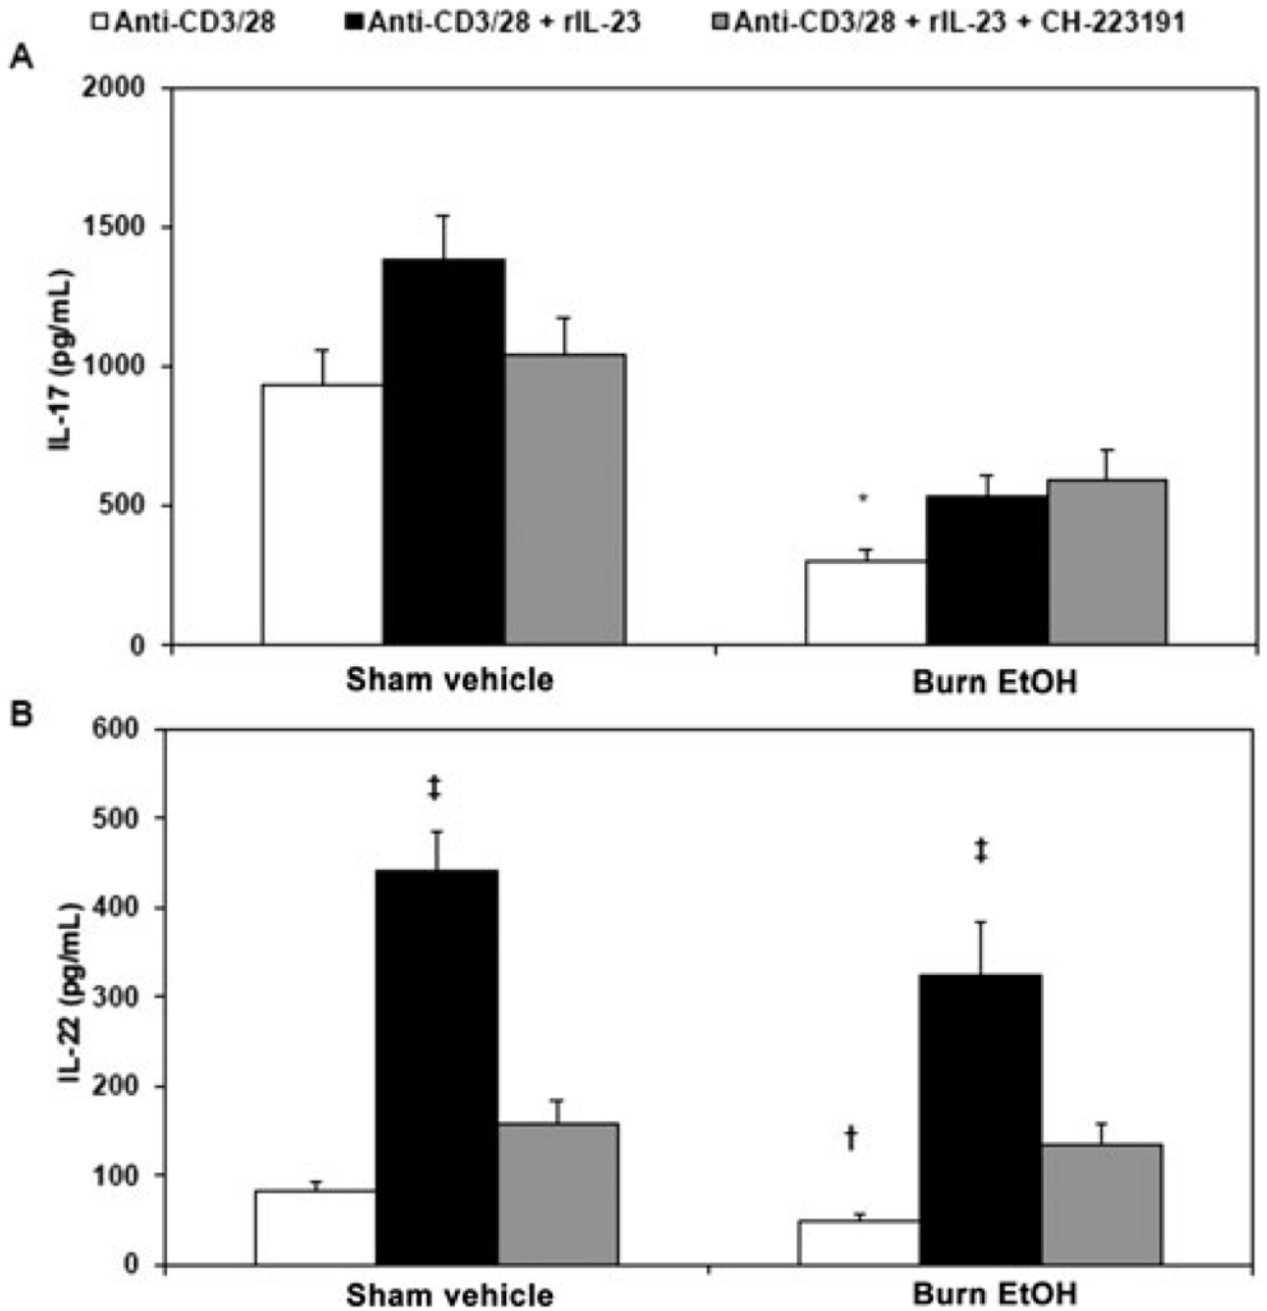 Anti-CD3/28 Anti-CD3/28 + rIL-23 Anti-CD3/28 + rIL-23 + CH-223191
A
2000
1500
1000
500
0
IL-17 (pg/mL)
*
Sham vehicle Burn EtOH
B
600
500
400
300
200
100
0
IL-22 (pg/mL)
‡
‡
†
Sham vehicle Burn EtOH